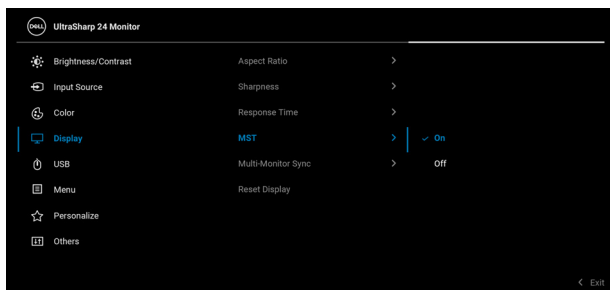 DELL UltraSharp 24 Monitor
Brightness/Contrast Aspect Ratio
Input Source Sharpness
Color Response Time
Display MST On
USB Multi-Monitor Sync Off
Menu Reset Display
Personalize
Others
Exit